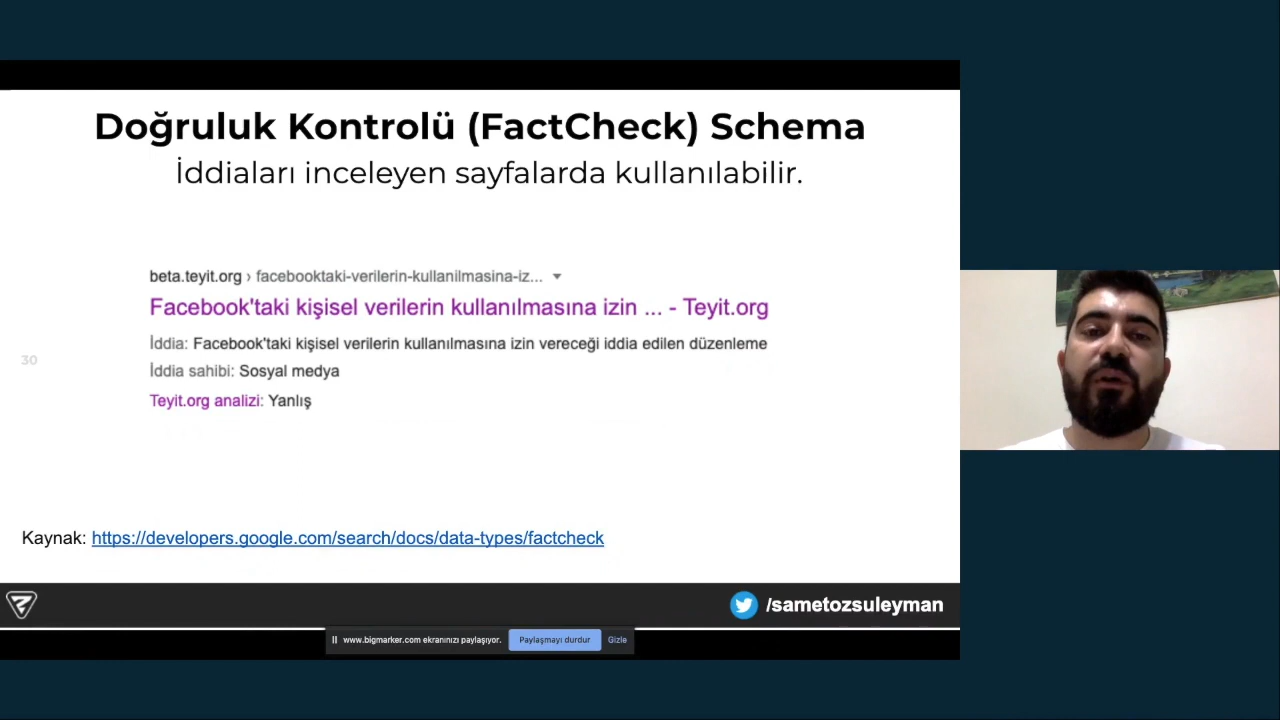 Doğruluk Kontrolü (FactCheck) Schema
İddiaları inceleyen sayfalarda kullanılabilir.
beta.teyit.org › facebooktaki-verilerin-kullanilmasina-iz...
Facebook'taki kişisel verilerin kullanılmasına izin ... - Teyit.org
İddia: Facebook'taki kişisel verilerin kullanılmasına izin vereceği iddia edilen düzenleme
30
İddia sahibi: Sosyal medya
Teyit.org analizi: Yanlış
Kaynak: https://developers.google.com/search/docs/data-types/factcheck
/sametozsuleyman
www.bigmarker.com ekranınızı paylaşıyor. Paylaşmayı durdur Gizle